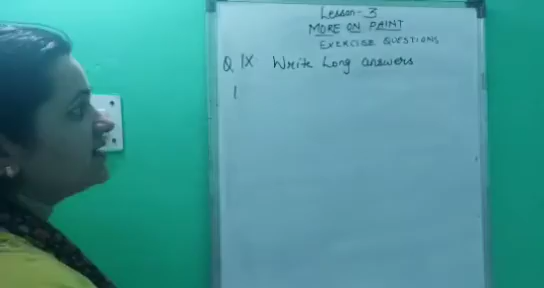 Lesson-3
MORE ON PAINT
EXERCISE QUESTIONS
Q IX Write Long answers
1